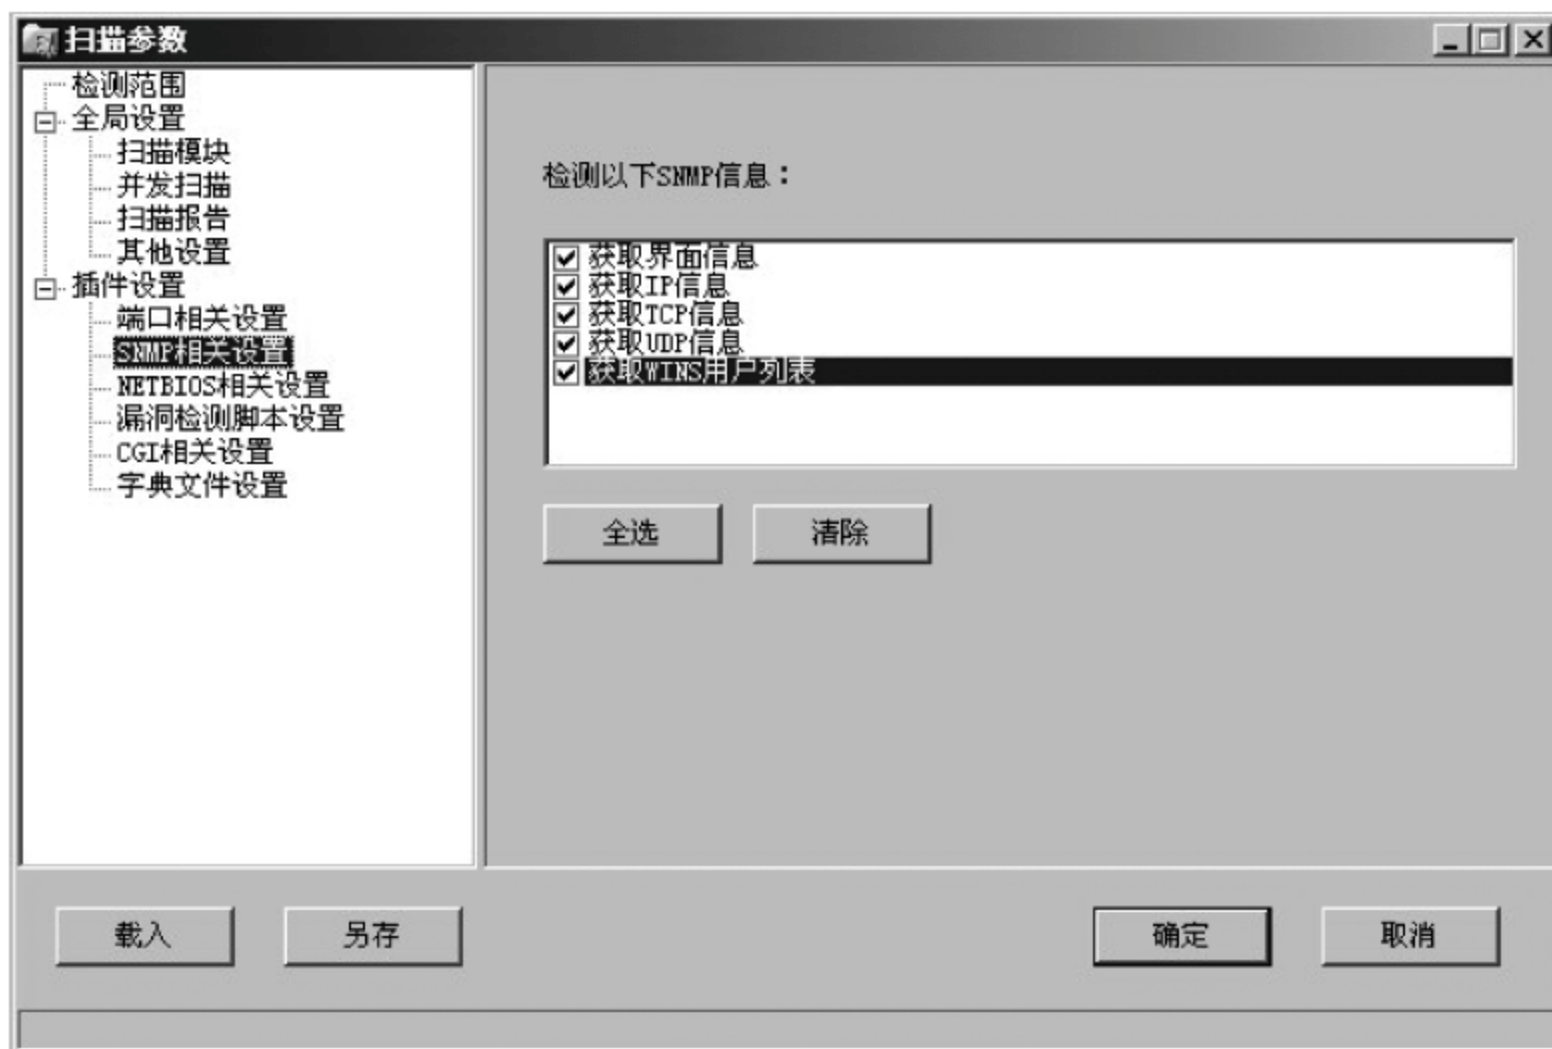 扫描参数
检测范围
全局设置
扫描模块
并发扫描
扫描报告
其他设置
插件设置
端口相关设置
SNMP相关设置
NETBIOS相关设置
漏洞检测脚本设置
CGI相关设置
字典文件设置
检测以下SNMP信息：
获取界面信息
获取IP信息
获取TCP信息
获取UDP信息
获取WINS用户列表
全选 清除
载入 另存 确定 取消